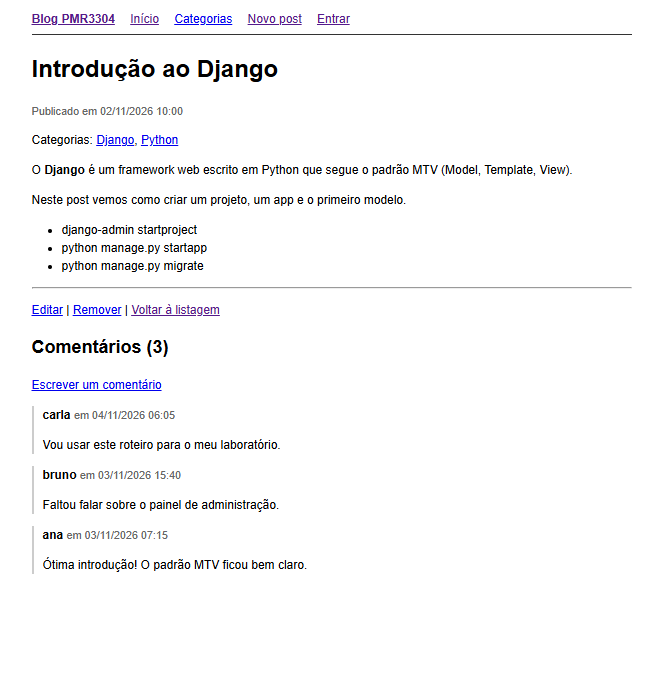 Blog PMR3304 Início Categorias Novo post Entrar
Introdução ao Django
Publicado em 02/11/2026 10:00
Categorias: Django, Python
O Django é um framework web escrito em Python que segue o padrão MTV (Model, Template, View).
Neste post vemos como criar um projeto, um app e o primeiro modelo.
• django-admin startproject
• python manage.py startapp
• python manage.py migrate
Editar | Remover | Voltar à listagem
Comentários (3)
Escrever um comentário
carla em 04/11/2026 06:05
Vou usar este roteiro para o meu laboratório.
bruno em 03/11/2026 15:40
Faltou falar sobre o painel de administração.
ana em 03/11/2026 07:15
Ótima introdução! O padrão MTV ficou bem claro.